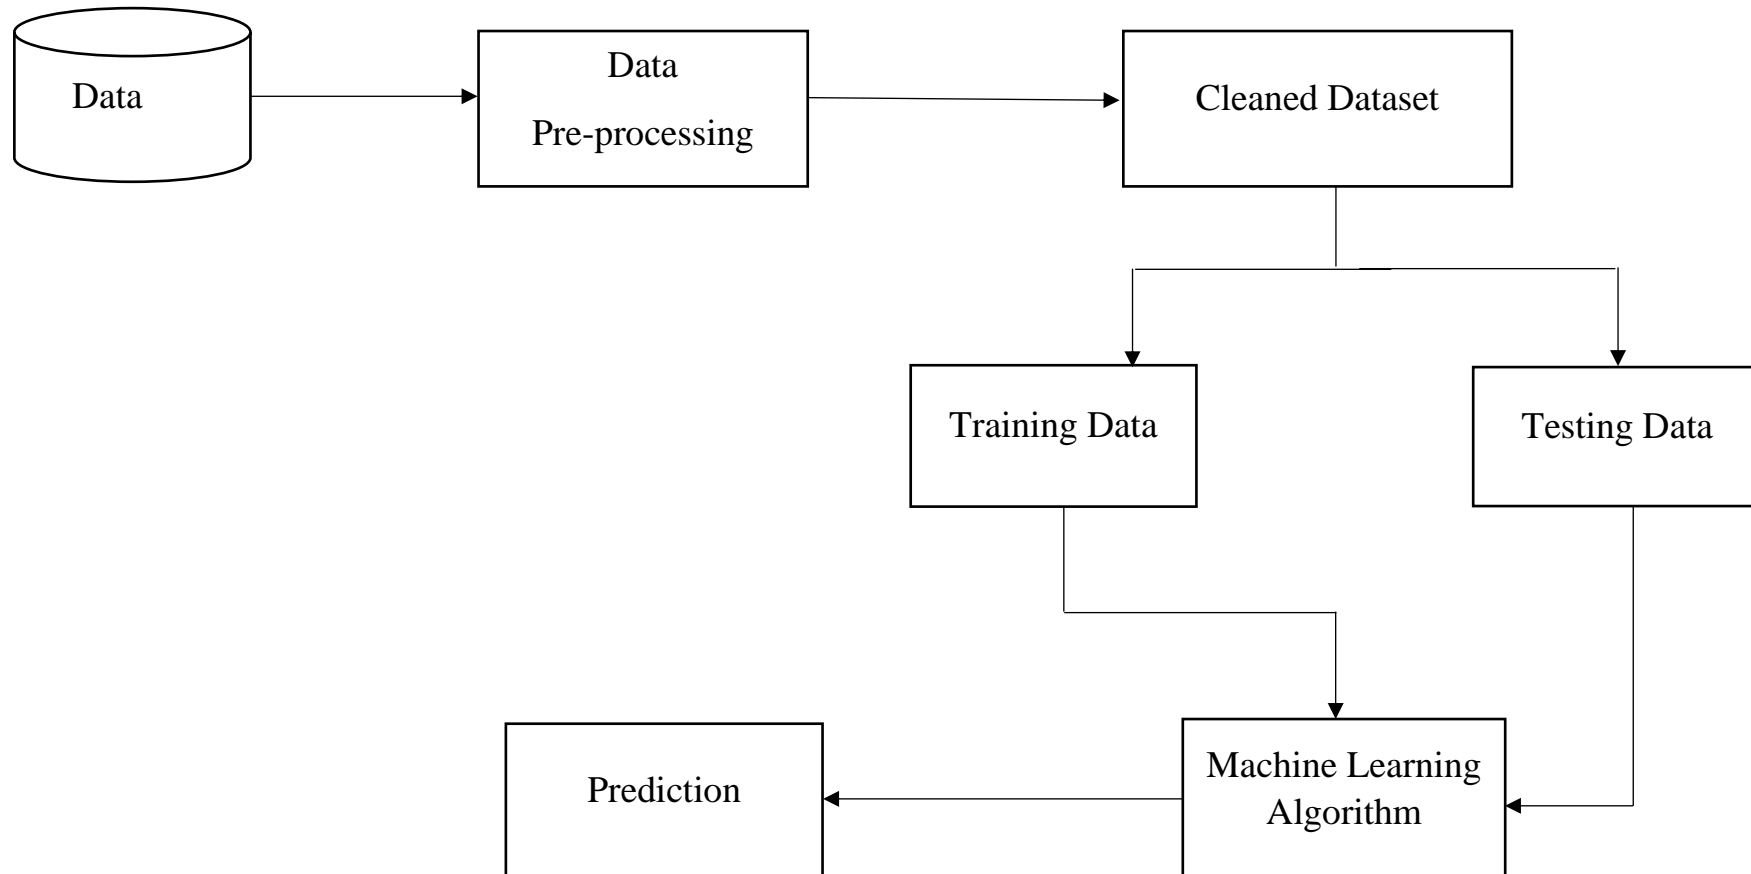 Data
Data
Pre-processing
Cleaned Dataset
Training Data
Testing Data
Prediction
Machine Learning
Algorithm